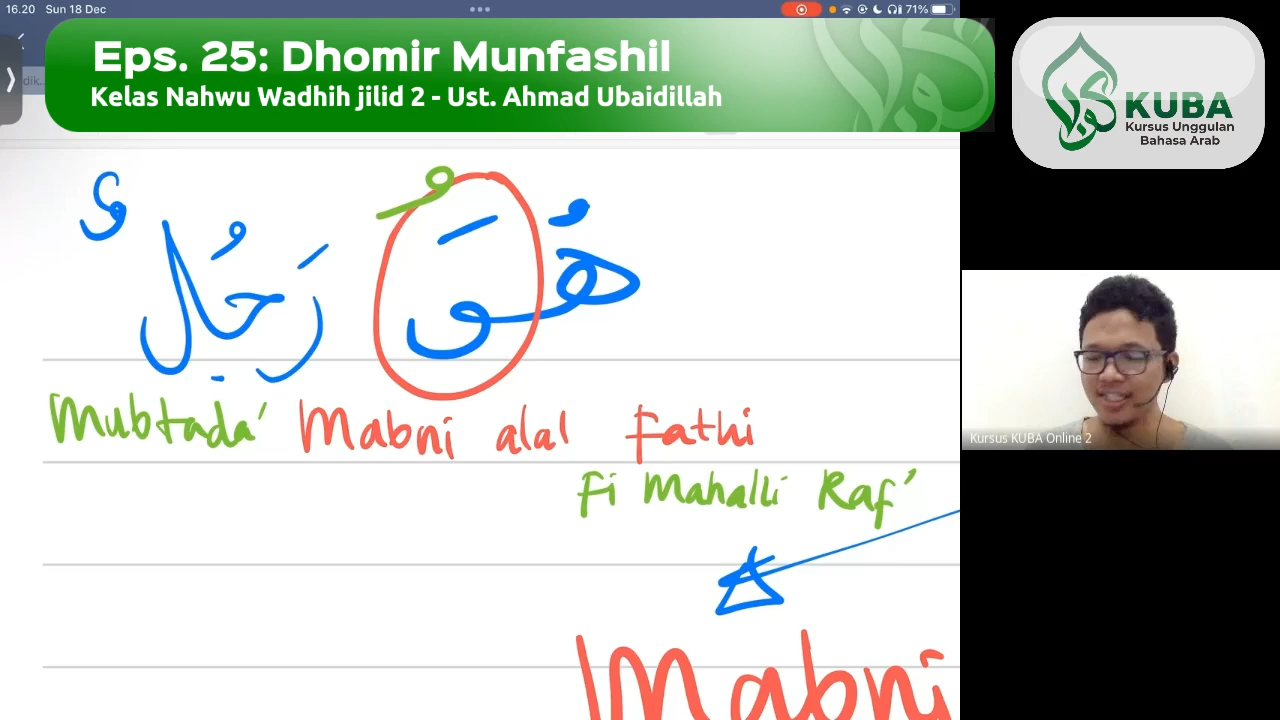 16.20 Sun 18 Dec
71%
Eps. 25: Dhomir Munfashil
Kelas Nahwu Wadhih jilid 2 - Ust. Ahmad Ubaidillah
KUBA
Kursus Unggulan
Bahasa Arab
هُوَ رَجُلٌ
Mubtada' Mabni alal fathi
Fi Mahalli Raf'
Mabni
Kursus KUBA Online 2